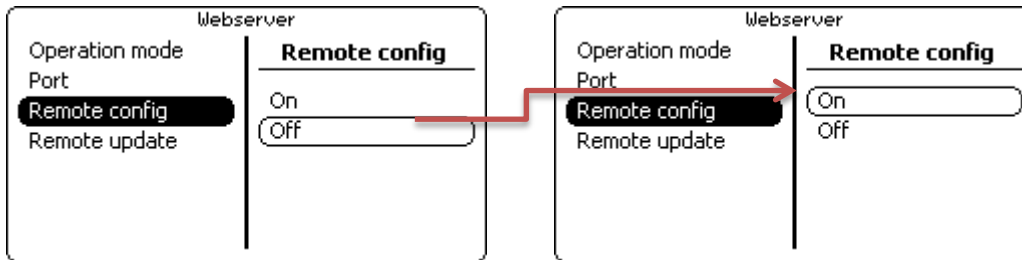 Webserver
Operation mode
Port
Remote config
Remote update
Remote config
On
Off
Webserver
Operation mode
Port
Remote config
Remote update
Remote config
On
Off